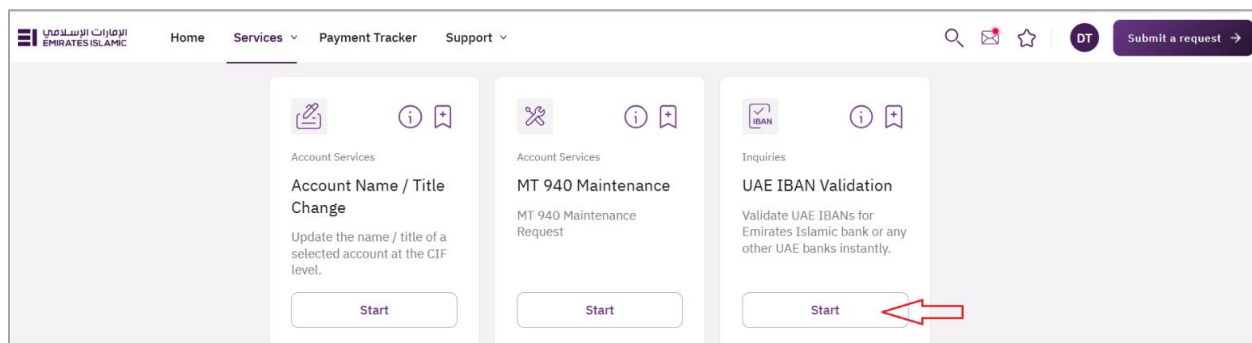 الإمارات الإسلامي
EMIRATES ISLAMIC
Home
Services
Payment Tracker
Support
DT
Submit a request →
Account Services
Account Name / Title
Change
Update the name / title of a
selected account at the CIF
level.
Start
Account Services
MT 940 Maintenance
MT 940 Maintenance
Request
Start
IBAN
Inquiries
UAE IBAN Validation
Validate UAE IBANs for
Emirates Islamic bank or any
other UAE banks instantly.
Start